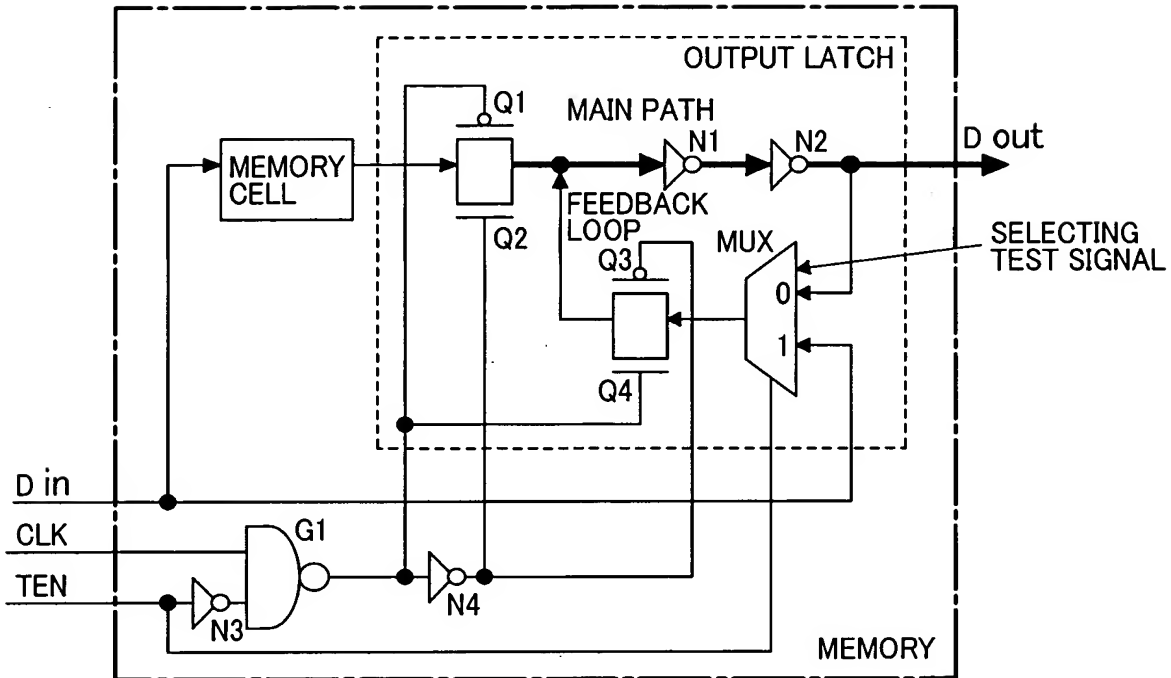 OUTPUT LATCH
Q1
MAIN PATH
N1
N2
D out
MEMORY
CELL
FEEDBACK
LOOP
Q2
Q3
MUX
SELECTING
TEST SIGNAL
0
1
Q4
D in
CLK
G1
TEN
N3
N4
MEMORY